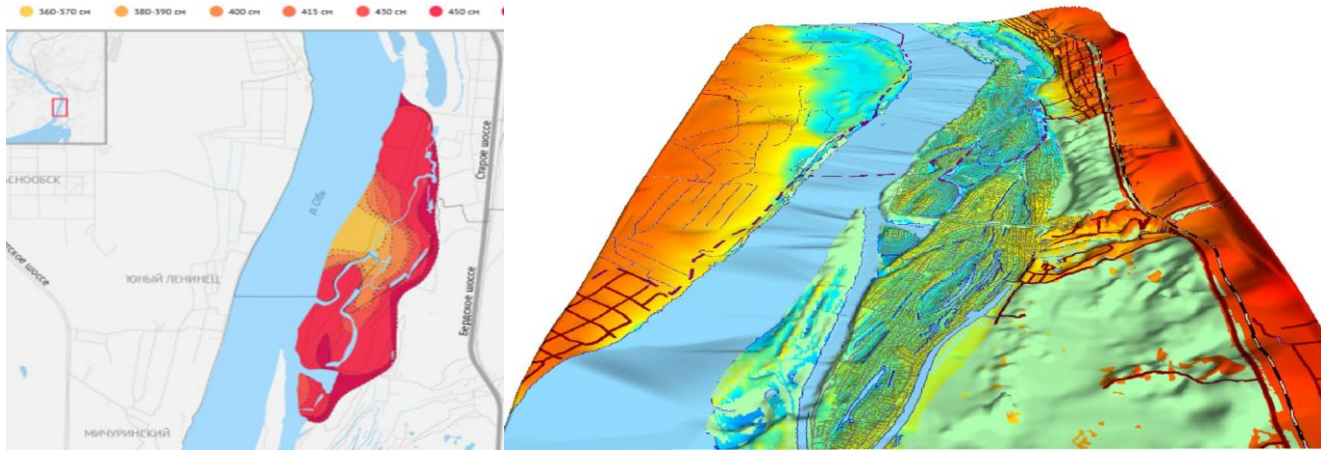 360-370 см
380-390 см
400 см
415 см
430 см
450 см
Старое шоссе
р. Обь
ЮНЫЙ ЛЕНИНЕЦ
Бердское шоссе
МИЧУРИНСКИЙ